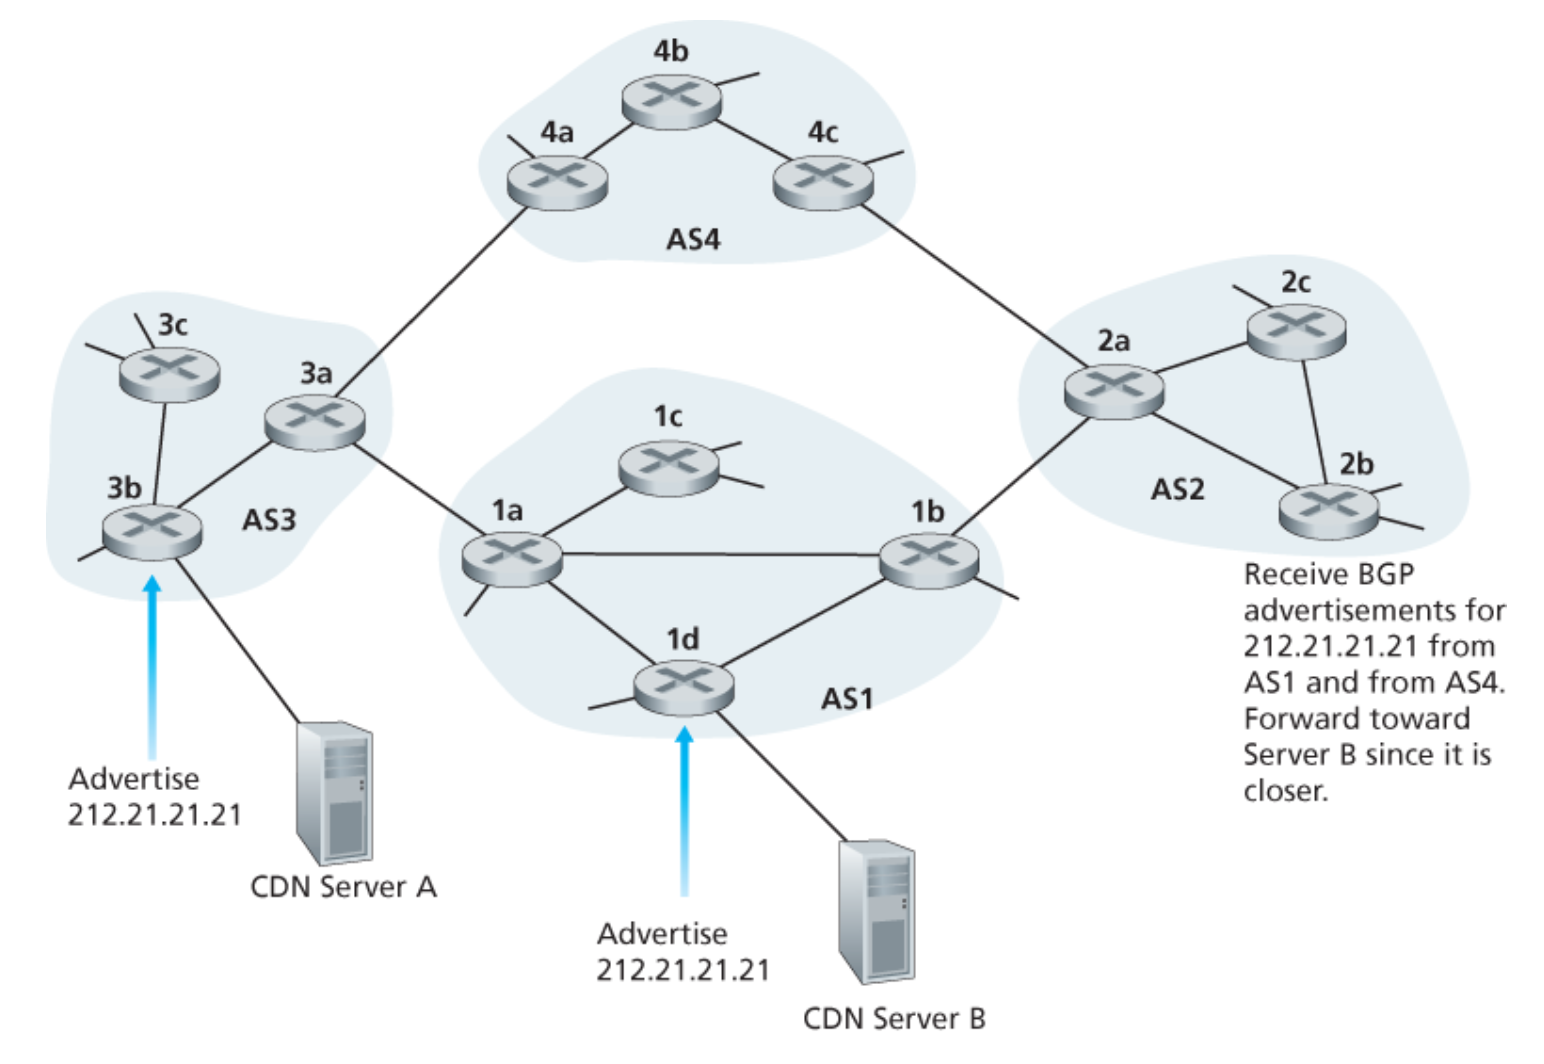 4b
4a
4c
AS4
2c
3c
2a
3a
1c
2b
3b
AS2
AS3
1a
1b
Receive BGP
advertisements for
212.21.21.21 from
AS1 and from AS4.
Forward toward
Server B since it is
closer.
1d
AS1
Advertise
212.21.21.21
CDN Server A
Advertise
212.21.21.21
CDN Server B